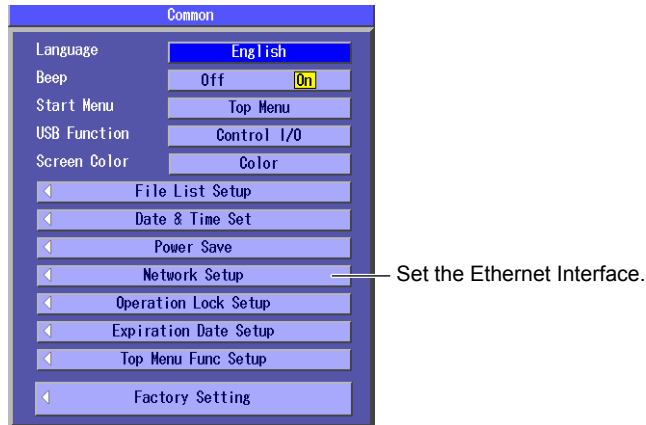 Common
Language English
Beep Off On
Start Menu Top Menu
USB Function Control I/O
Screen Color Color
File List Setup
Date & Time Set
Power Save
Network Setup Set the Ethernet Interface.
Operation Lock Setup
Expiration Date Setup
Top Menu Func Setup
Factory Setting